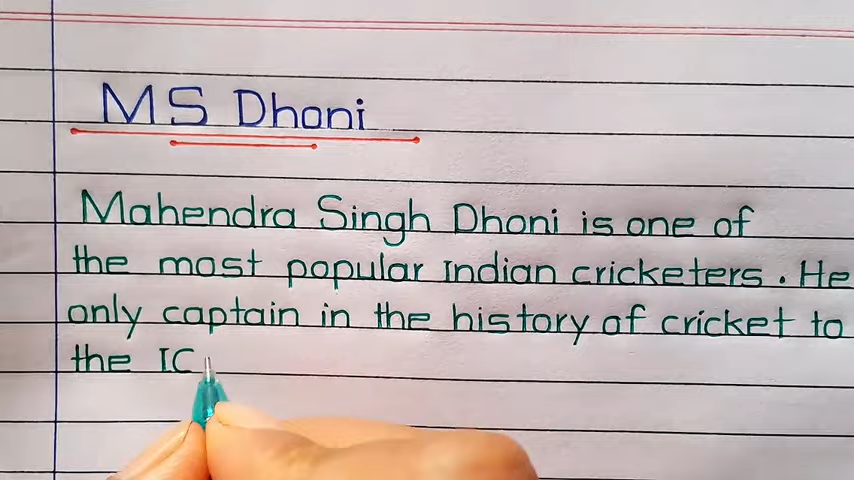 MS Dhoni
Mahendra Singh Dhoni is one of
the most popular Indian cricketers. He
only captain in the history of cricket to
the IC